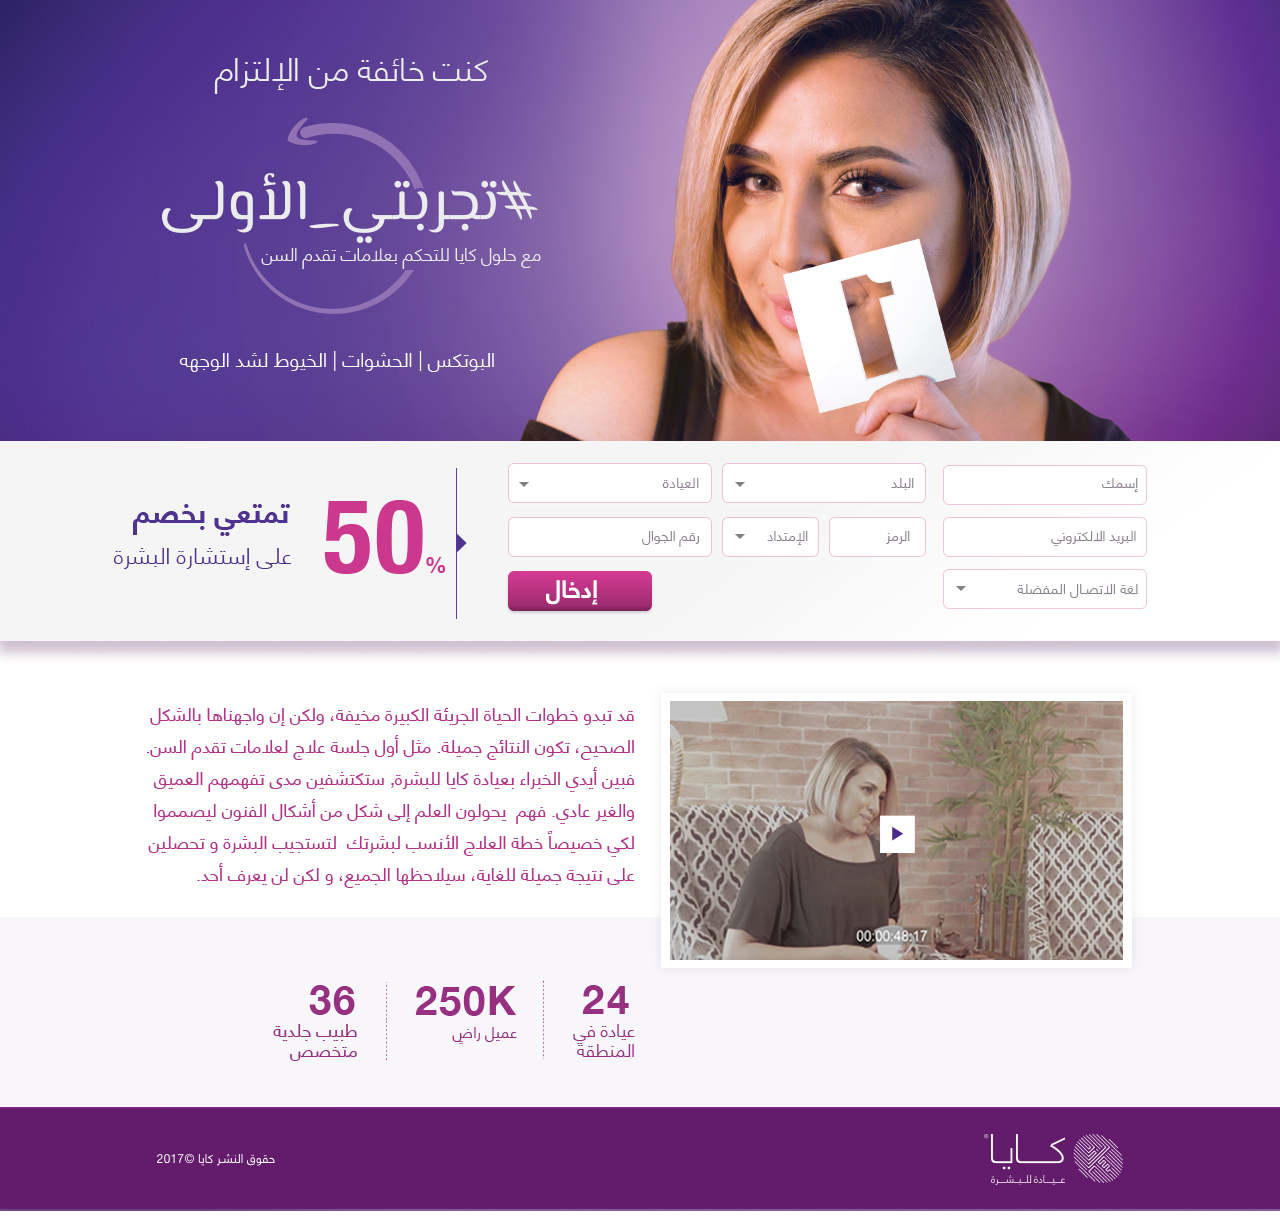 كنت خائفة من الإلتزام
#تجربتي_الأولى
مع حلول كايا للتحكم بعلامات تقدم السن
البوتكس | الحشوات | الخيوط لشد الوجهه
1
إسمك
البلد
العيادة
البريد الالكتروني
الرمز
الإمتداد
رقم الجوال
لغة الاتصال المفضلة
إدخال
50%
تمتعي بخصم
على إستشارة البشرة
00:00:48:17
قد تبدو خطوات الحياة الجريئة الكبيرة مخيفة، ولكن إن واجهناها بالشكل
الصحيح، تكون النتائج جميلة. مثل أول جلسة علاج لعلامات تقدم السن.
فبين أيدي الخبراء بعيادة كايا للبشرة, ستكتشفين مدى تفهمهم العميق
والغير عادي. فهم يحولون العلم إلى شكل من أشكال الفنون ليصمموا
لكي خصيصاً خطة العلاج الأنسب لبشرتك لتستجيب البشرة و تحصلين
على نتيجة جميلة للغاية، سيلاحظها الجميع، و لكن لن يعرف أحد.
24
عيادة في
المنطقة
250K
عميل راضٍ
36
طبيب جلدية
متخصص
كايا®
عيادة للبشرة
حقوق النشر كايا ©2017